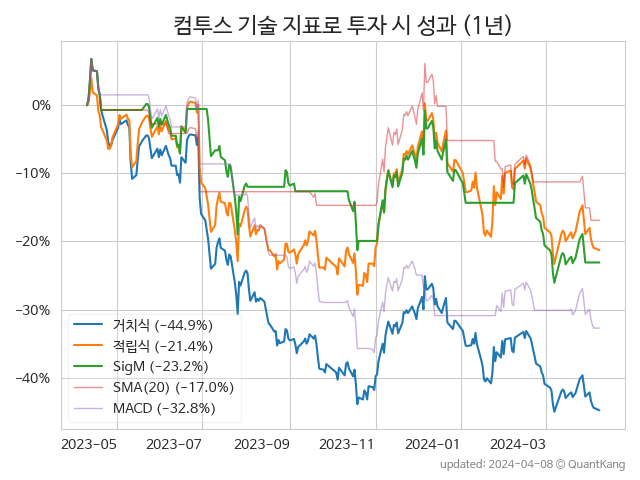 컴투스 기술 지표로 투자 시 성과 (1년)
0%
−10%
−20%
−30%
−40%
거치식 (−44.9%)
적립식 (−21.4%)
SigM (−23.2%)
SMA(20) (−17.0%)
MACD (−32.8%)
2023-05 2023-07 2023-09 2023-11 2024-01 2024-03
updated: 2024-04-08 © QuantKang